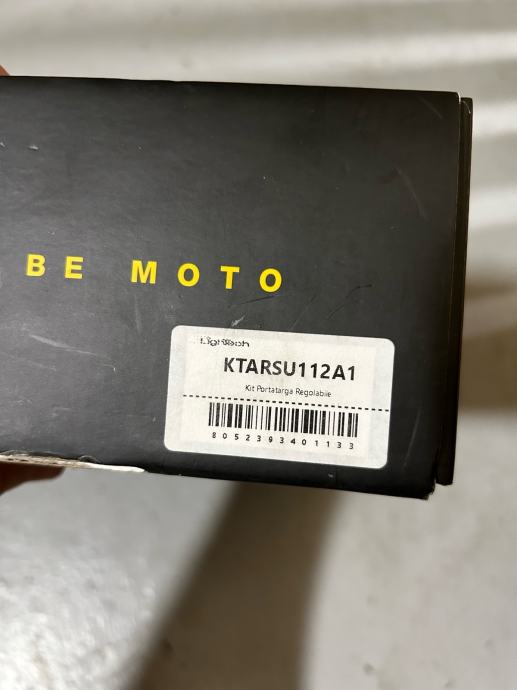 BE MOTO
LighTech
KTARSU112A1
Kit Portatarga Regolabile
8052393401133